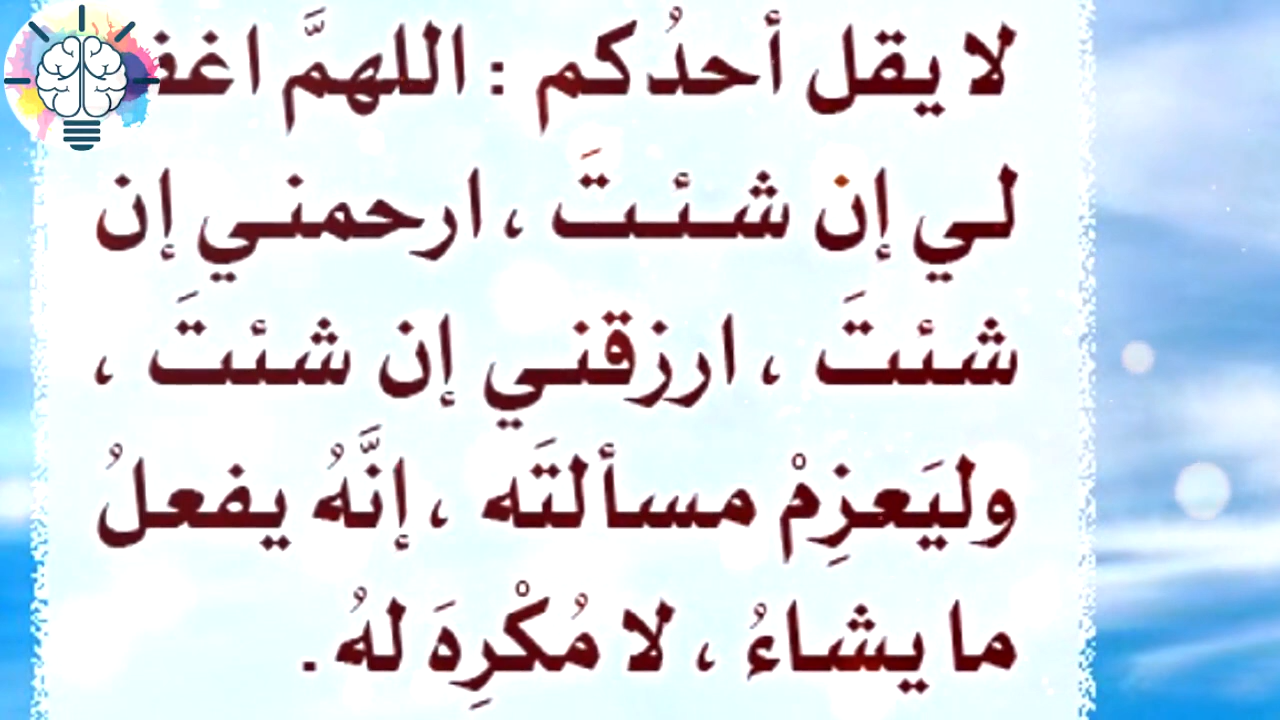 لا يقل أحدُكم : اللهمَّ اغف
لي إن شئتَ ، ارحمني إن
شئتَ ، ارزقني إن شئتَ ،
وليَعزِمْ مسألتَه ، إنَّهُ يفعلُ
ما يشاءُ ، لا مُكْرِهَ لهُ .